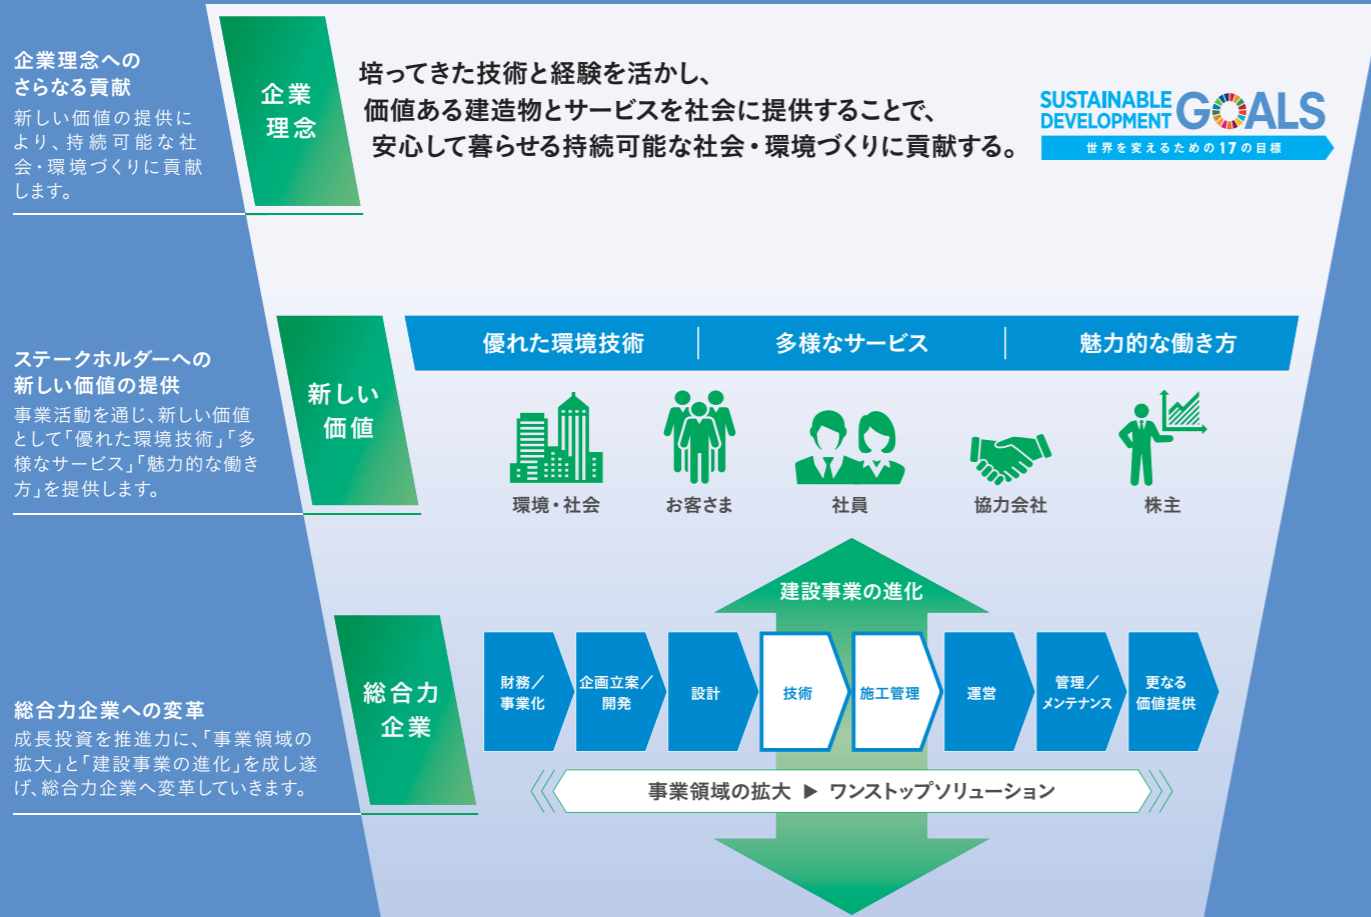 企業理念への
さらなる貢献
新しい価値の提供に
より、持続可能な社
会・環境づくりに貢献
します。
企業
理念
培ってきた技術と経験を活かし、
価値ある建造物とサービスを社会に提供することで、
安心して暮らせる持続可能な社会・環境づくりに貢献する。
SUSTAINABLE
DEVELOPMENT
GOALS
世界を変えるための17の目標
ステークホルダーへの
新しい価値の提供
事業活動を通じ、新しい価値
として「優れた環境技術」「多
様なサービス」「魅力的な働き
方」を提供します。
新しい
価値
優れた環境技術
多様なサービス
魅力的な働き方
環境・社会
お客さま
社員
協力会社
株主
総合力企業への変革
成長投資を推進力に、「事業領域の
拡大」と「建設事業の進化」を成し遂
げ、総合力企業へ変革していきます。
総合力
企業
建設事業の進化
財務／
事業化
企画立案／
開発
設計
技術
施工管理
運営
管理／
メンテナンス
更なる
価値提供
事業領域の拡大 ▶ ワンストップソリューション